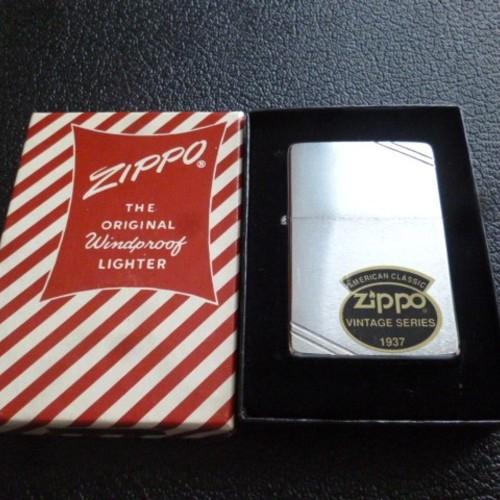 ZIPPO®
THE
ORIGINAL
Windproof
LIGHTER
AMERICAN CLASSIC
Zippo
VINTAGE SERIES
1937